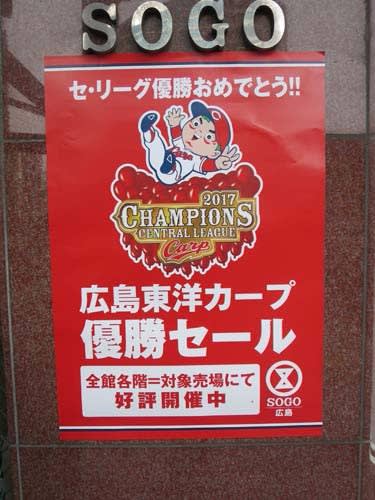 SOGO
セ・リーグ優勝おめでとう!!
2017
CHAMPIONS
CENTRAL LEAGUE
Carp
広島東洋カープ
優勝セール
全館各階=対象売場にて
好評開催中
SOGO
広島